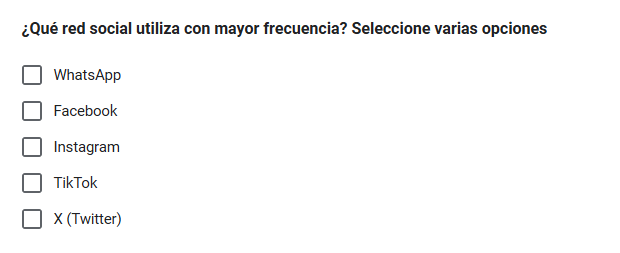 ¿Qué red social utiliza con mayor frecuencia? Seleccione varias opciones
WhatsApp
Facebook
Instagram
TikTok
X (Twitter)